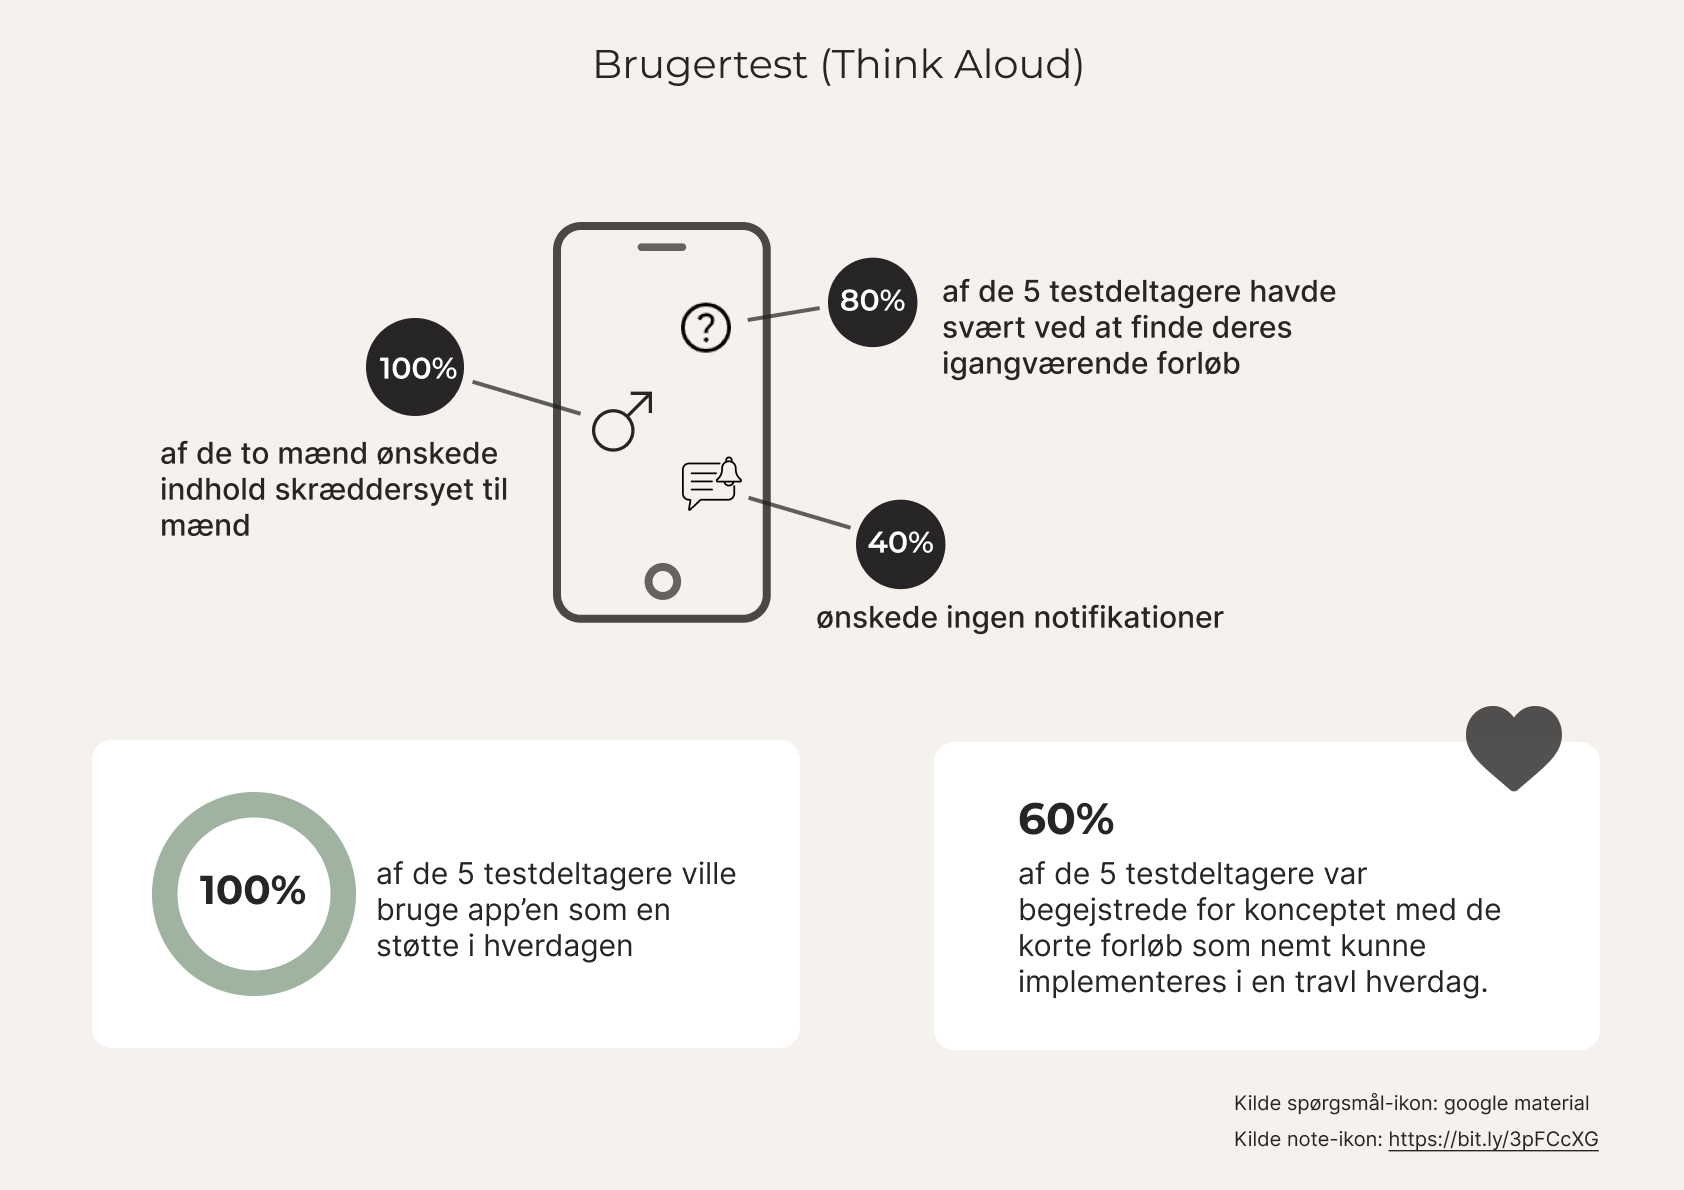 Brugertest (Think Aloud)
80%
af de 5 testdeltagere havde
svært ved at finde deres
igangværende forløb
?
100%
af de to mænd ønskede
indhold skræddersyet til
mænd
40%
ønskede ingen notifikationer
100%
af de 5 testdeltagere ville
bruge app’en som en
støtte i hverdagen
60%
af de 5 testdeltagere var
begejstrede for konceptet med de
korte forløb som nemt kunne
implementeres i en travl hverdag.
Kilde spørgsmål-ikon: google material
Kilde note-ikon: https://bit.ly/3pFCcXG